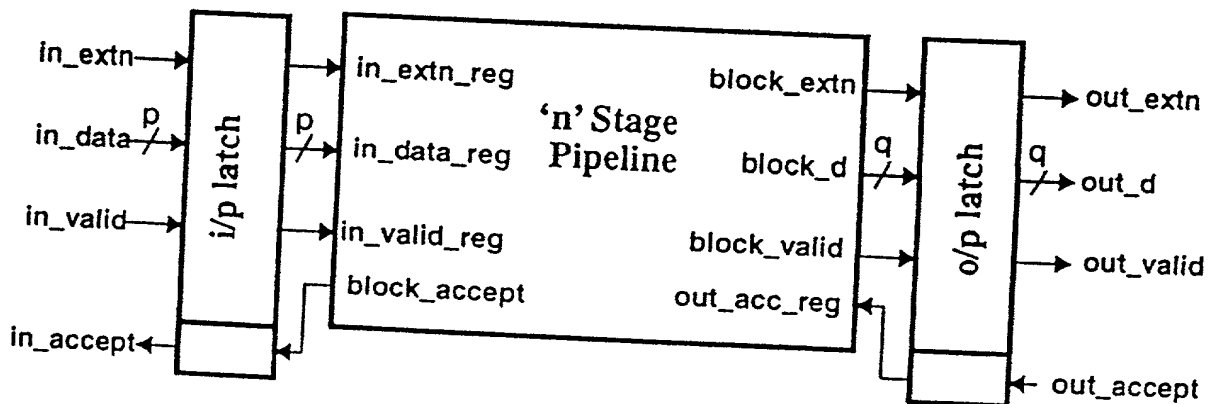 in_extn
in_data
p
in_valid
in_accept
i/p latch
p
in_extn_reg
in_data_reg
in_valid_reg
block_accept
'n' Stage
Pipeline
block_extn
block_d
block_valid
out_acc_reg
q
o/p latch
q
out_extn
out_d
out_valid
out_accept